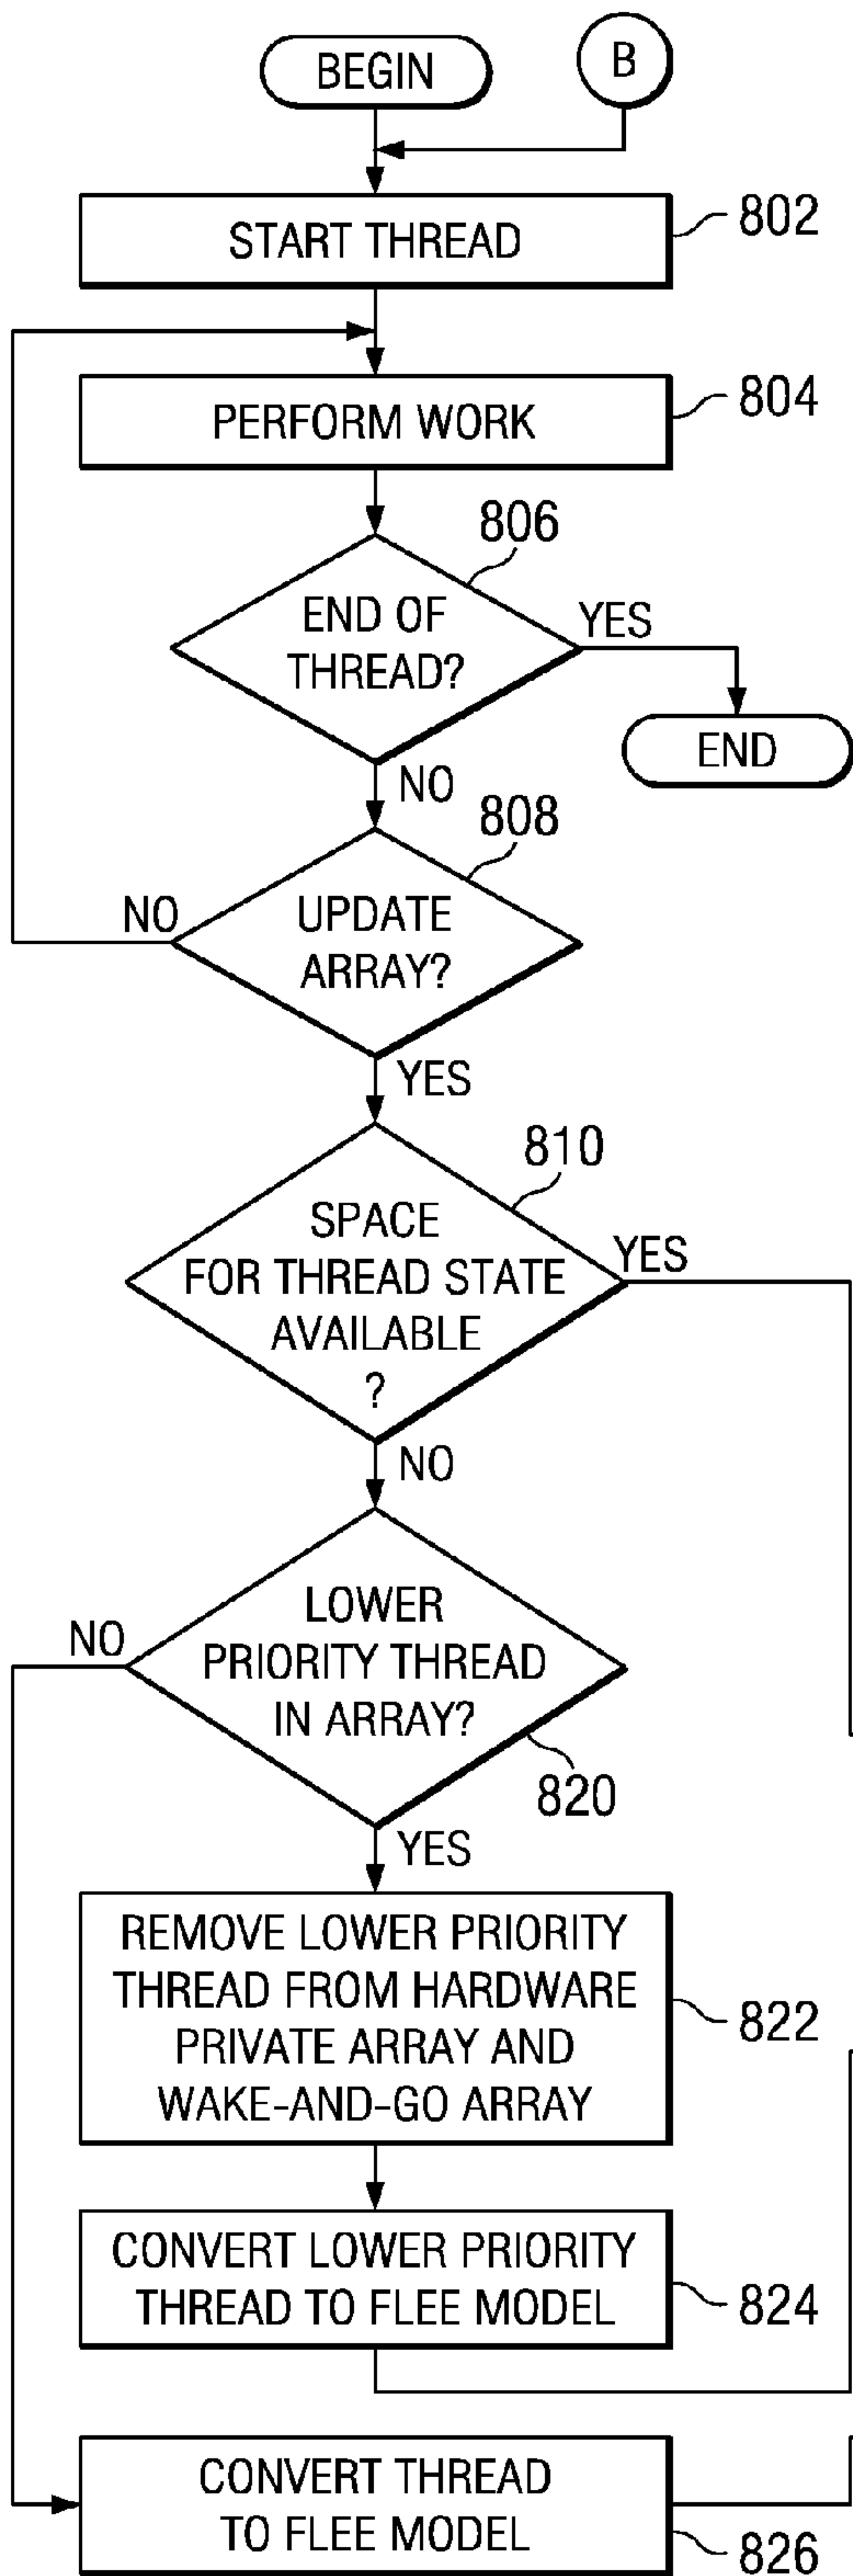 BEGIN
B
START THREAD
802
PERFORM WORK
804
806
END OF
THREAD?
YES
END
NO
808
UPDATE
ARRAY?
NO
YES
810
SPACE
FOR THREAD STATE
AVAILABLE
?
YES
NO
LOWER
PRIORITY THREAD
IN ARRAY?
NO
820
YES
REMOVE LOWER PRIORITY
THREAD FROM HARDWARE
PRIVATE ARRAY AND
WAKE-AND-GO ARRAY
822
CONVERT LOWER PRIORITY
THREAD TO FLEE MODEL
824
CONVERT THREAD
TO FLEE MODEL
826